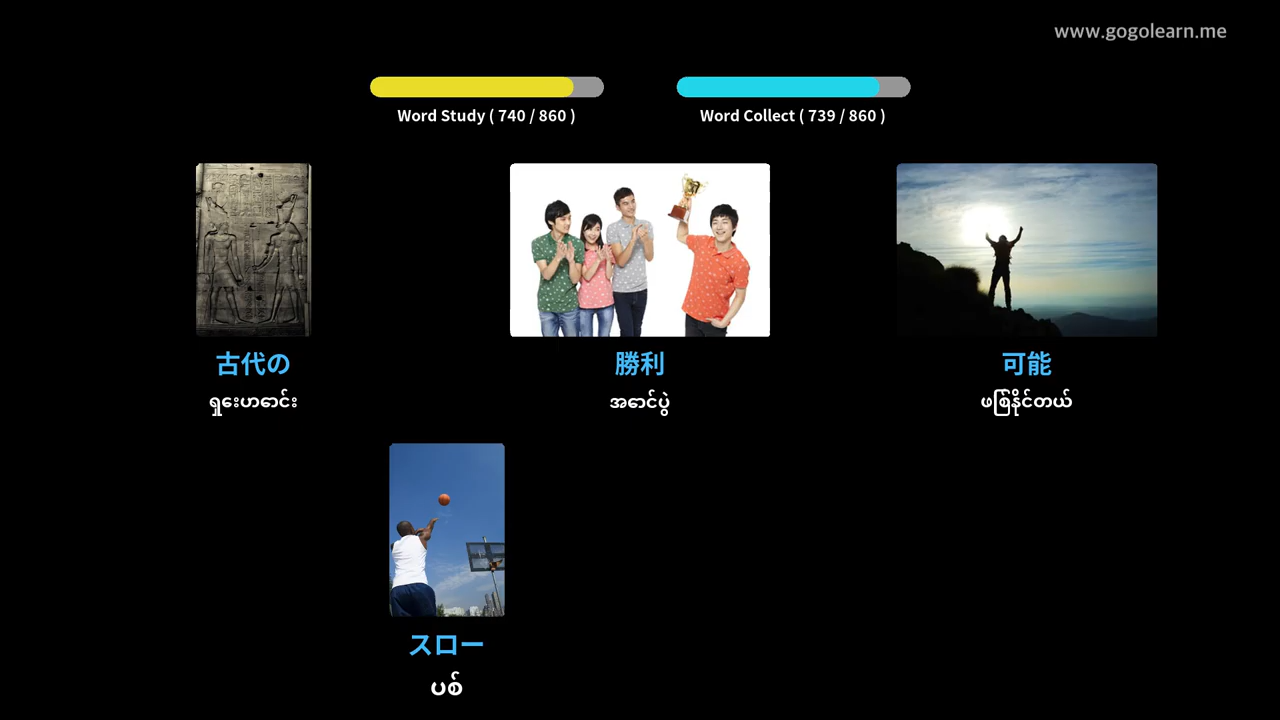 www.gogolearn.me
Word Study ( 740 / 860 )
Word Collect ( 739 / 860 )
古代の
ရှေးဟောင်း
勝利
အောင်ပွဲ
可能
ဖြစ်နိုင်တယ်
スロー
ပစ်